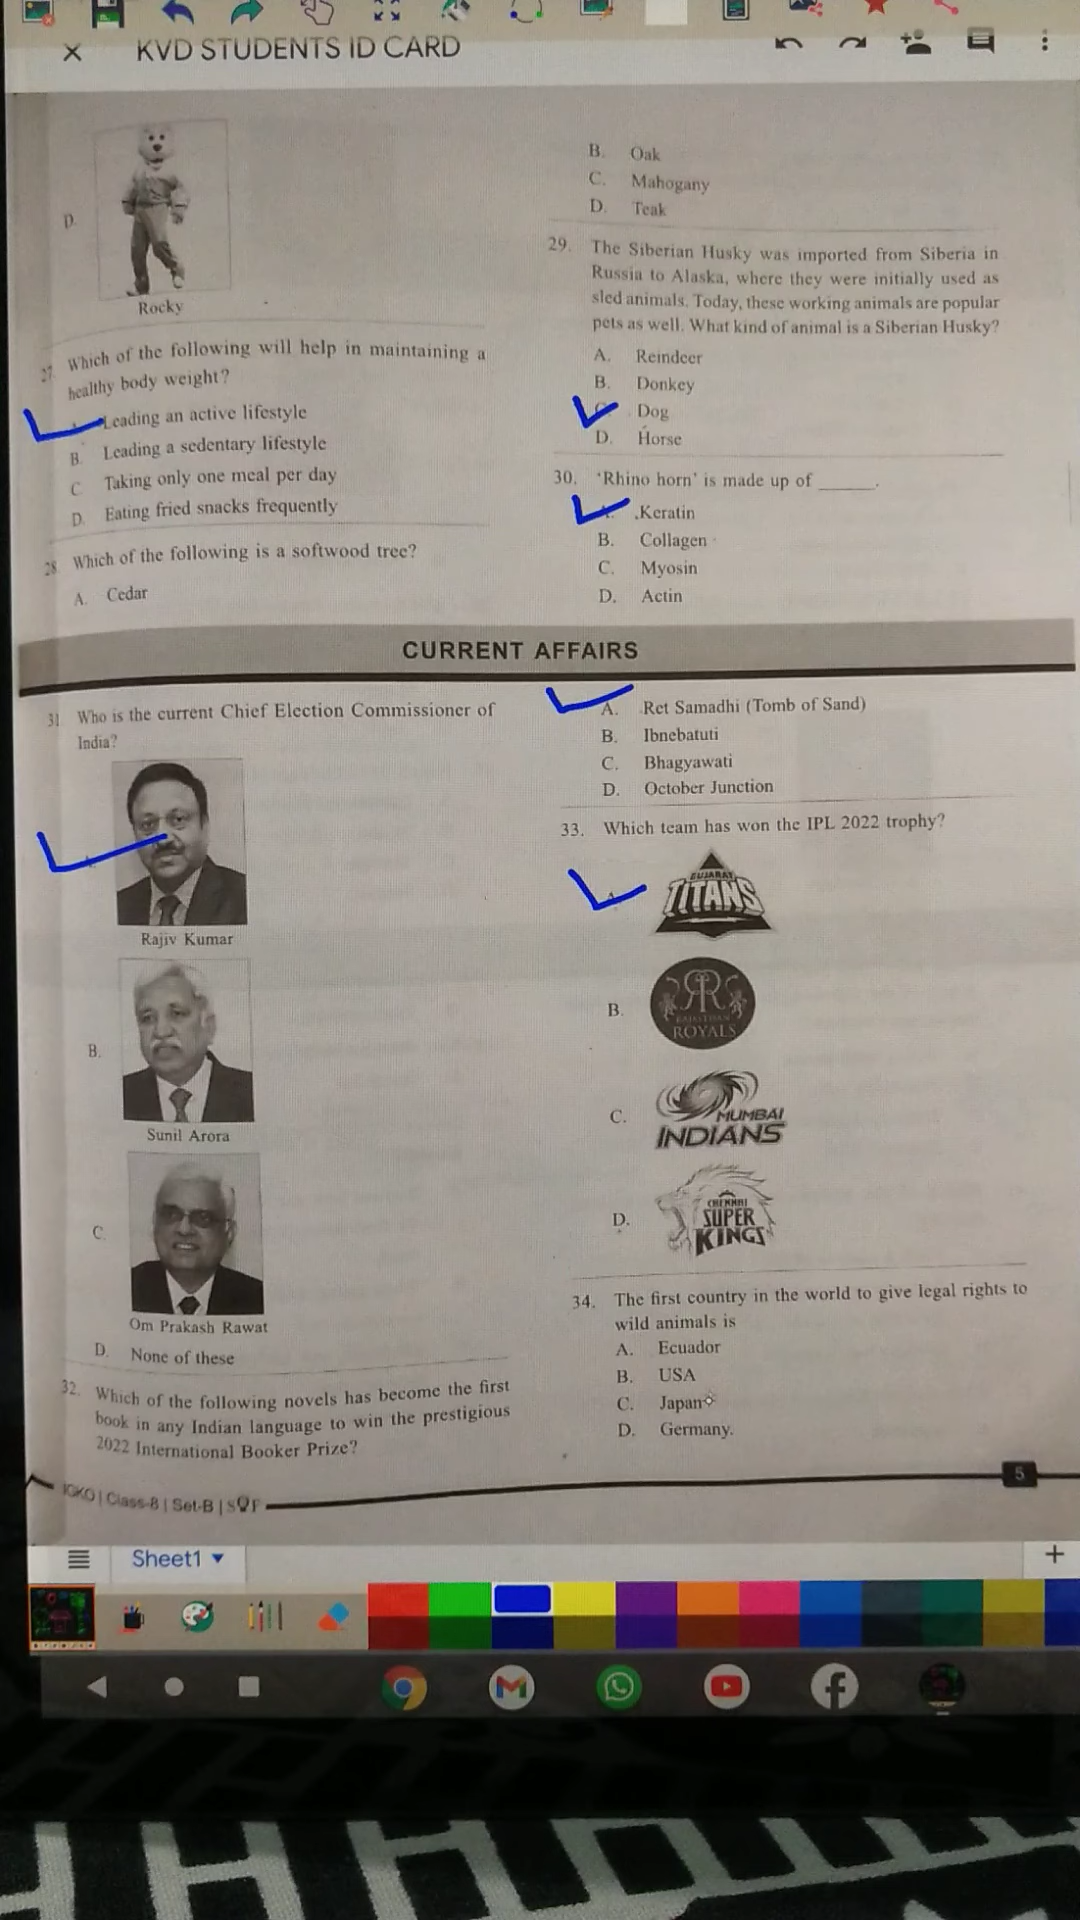 KVD STUDENTS ID CARD
D.
Rocky
27. Which of the following will help in maintaining a
healthy body weight?
Leading an active lifestyle
B. Leading a sedentary lifestyle
C Taking only one meal per day
D. Eating fried snacks frequently
28. Which of the following is a softwood tree?
A. Cedar
B. Oak
C. Mahogany
D. Teak
29. The Siberian Husky was imported from Siberia in
Russia to Alaska, where they were initially used as
sled animals. Today, these working animals are popular
pets as well. What kind of animal is a Siberian Husky?
A. Reindeer
B. Donkey
Dog
D. Horse
30. 'Rhino horn' is made up of ______.
Keratin
B. Collagen
C. Myosin
D. Actin
CURRENT AFFAIRS
31 Who is the current Chief Election Commissioner of
India?
Rajiv Kumar
B.
Sunil Arora
C.
Om Prakash Rawat
D. None of these
32. Which of the following novels has become the first
book in any Indian language to win the prestigious
2022 International Booker Prize?
A. Ret Samadhi (Tomb of Sand)
B. Ibnebatuti
C. Bhagyawati
D. October Junction
33. Which team has won the IPL 2022 trophy?
GUJARAT
TITANS
B.
RAJASTHAN
ROYALS
C.
MUMBAI
INDIANS
D.
CHENNAI
SUPER
KINGS
34. The first country in the world to give legal rights to
wild animals is
A. Ecuador
B. USA
C. Japan
D. Germany.
IGKO | Class-8 | Set-B | SOF
5
Sheet1